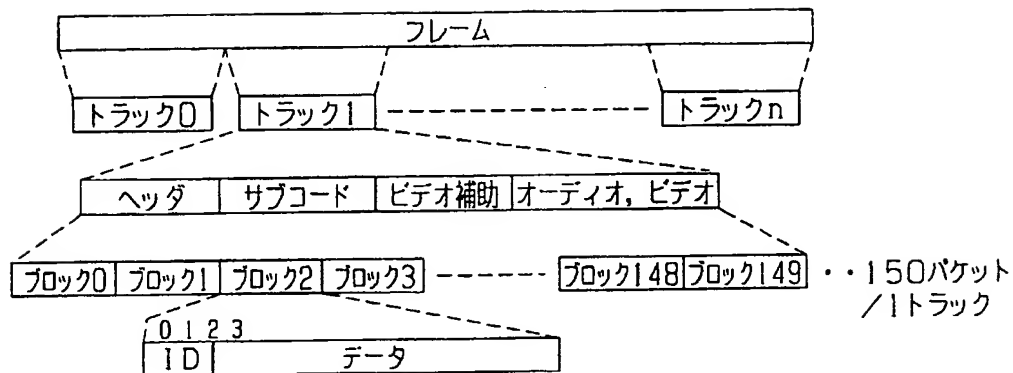 フレーム
トラック0 トラック1 トラックn
ヘッダ サブコード ビデオ補助 オーディオ, ビデオ
ブロック0 ブロック1 ブロック2 ブロック3 ブロック148 ブロック149 ・・150パケット
/1トラック
0 1 2 3
ID データ